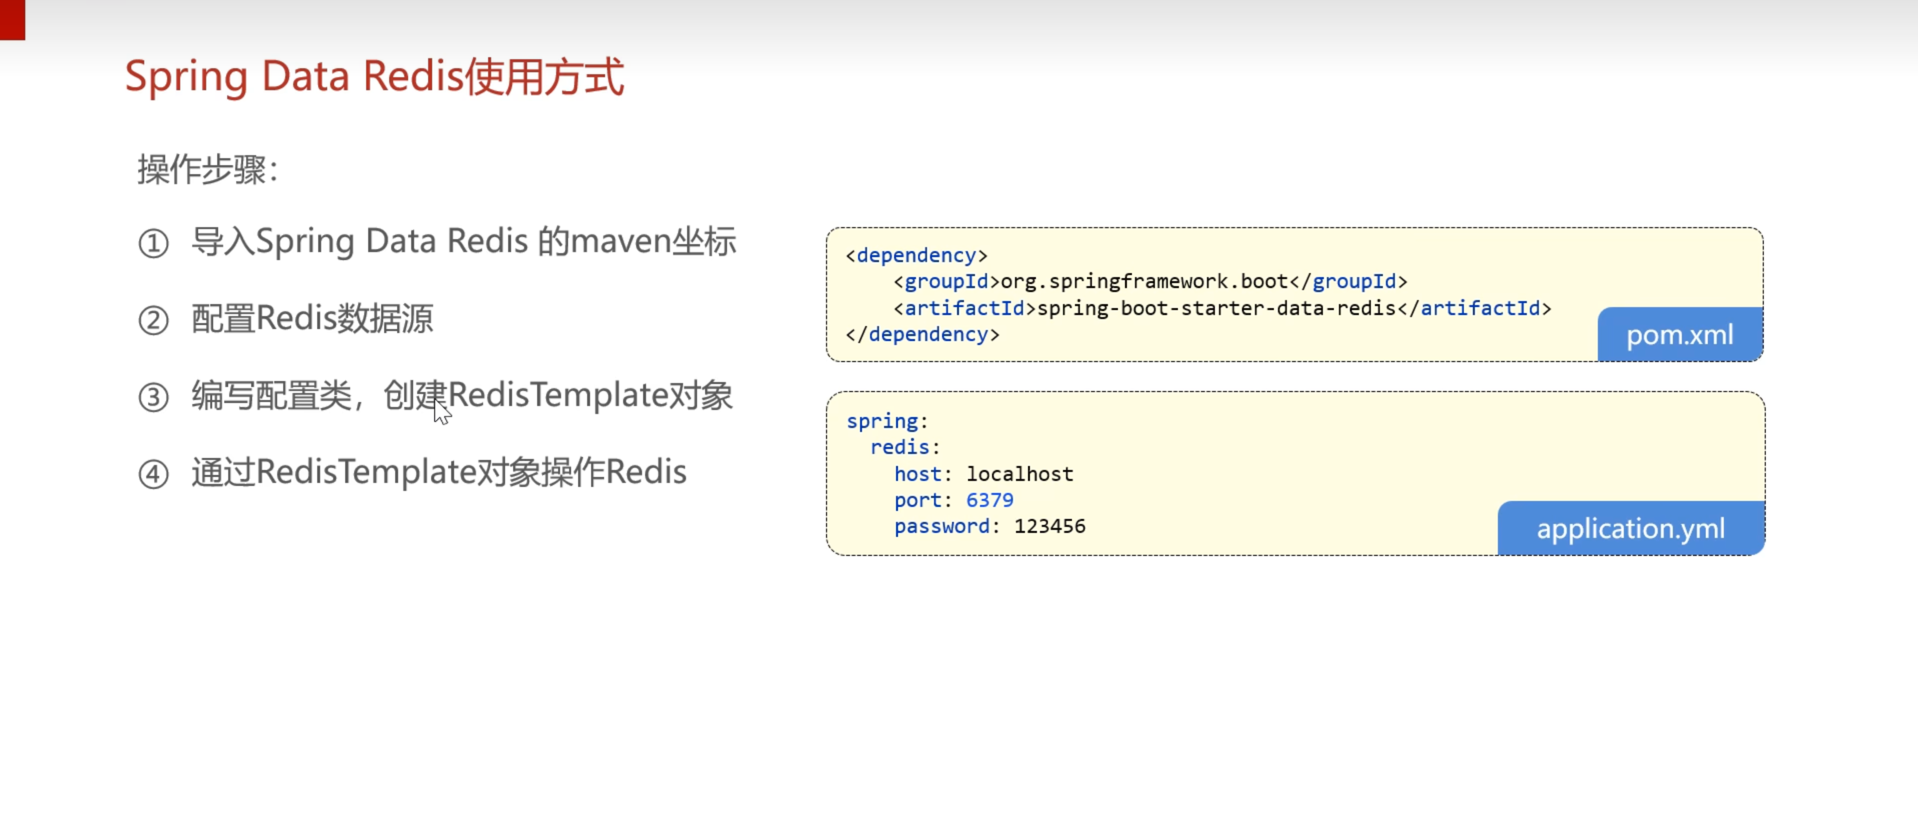 Spring Data Redis使用方式
操作步骤：
① 导入Spring Data Redis 的maven坐标
② 配置Redis数据源
③ 编写配置类，创建RedisTemplate对象
④ 通过RedisTemplate对象操作Redis
<dependency>
    <groupId>org.springframework.boot</groupId>
    <artifactId>spring-boot-starter-data-redis</artifactId>
</dependency>
pom.xml
spring:
  redis:
    host: localhost
    port: 6379
    password: 123456
application.yml